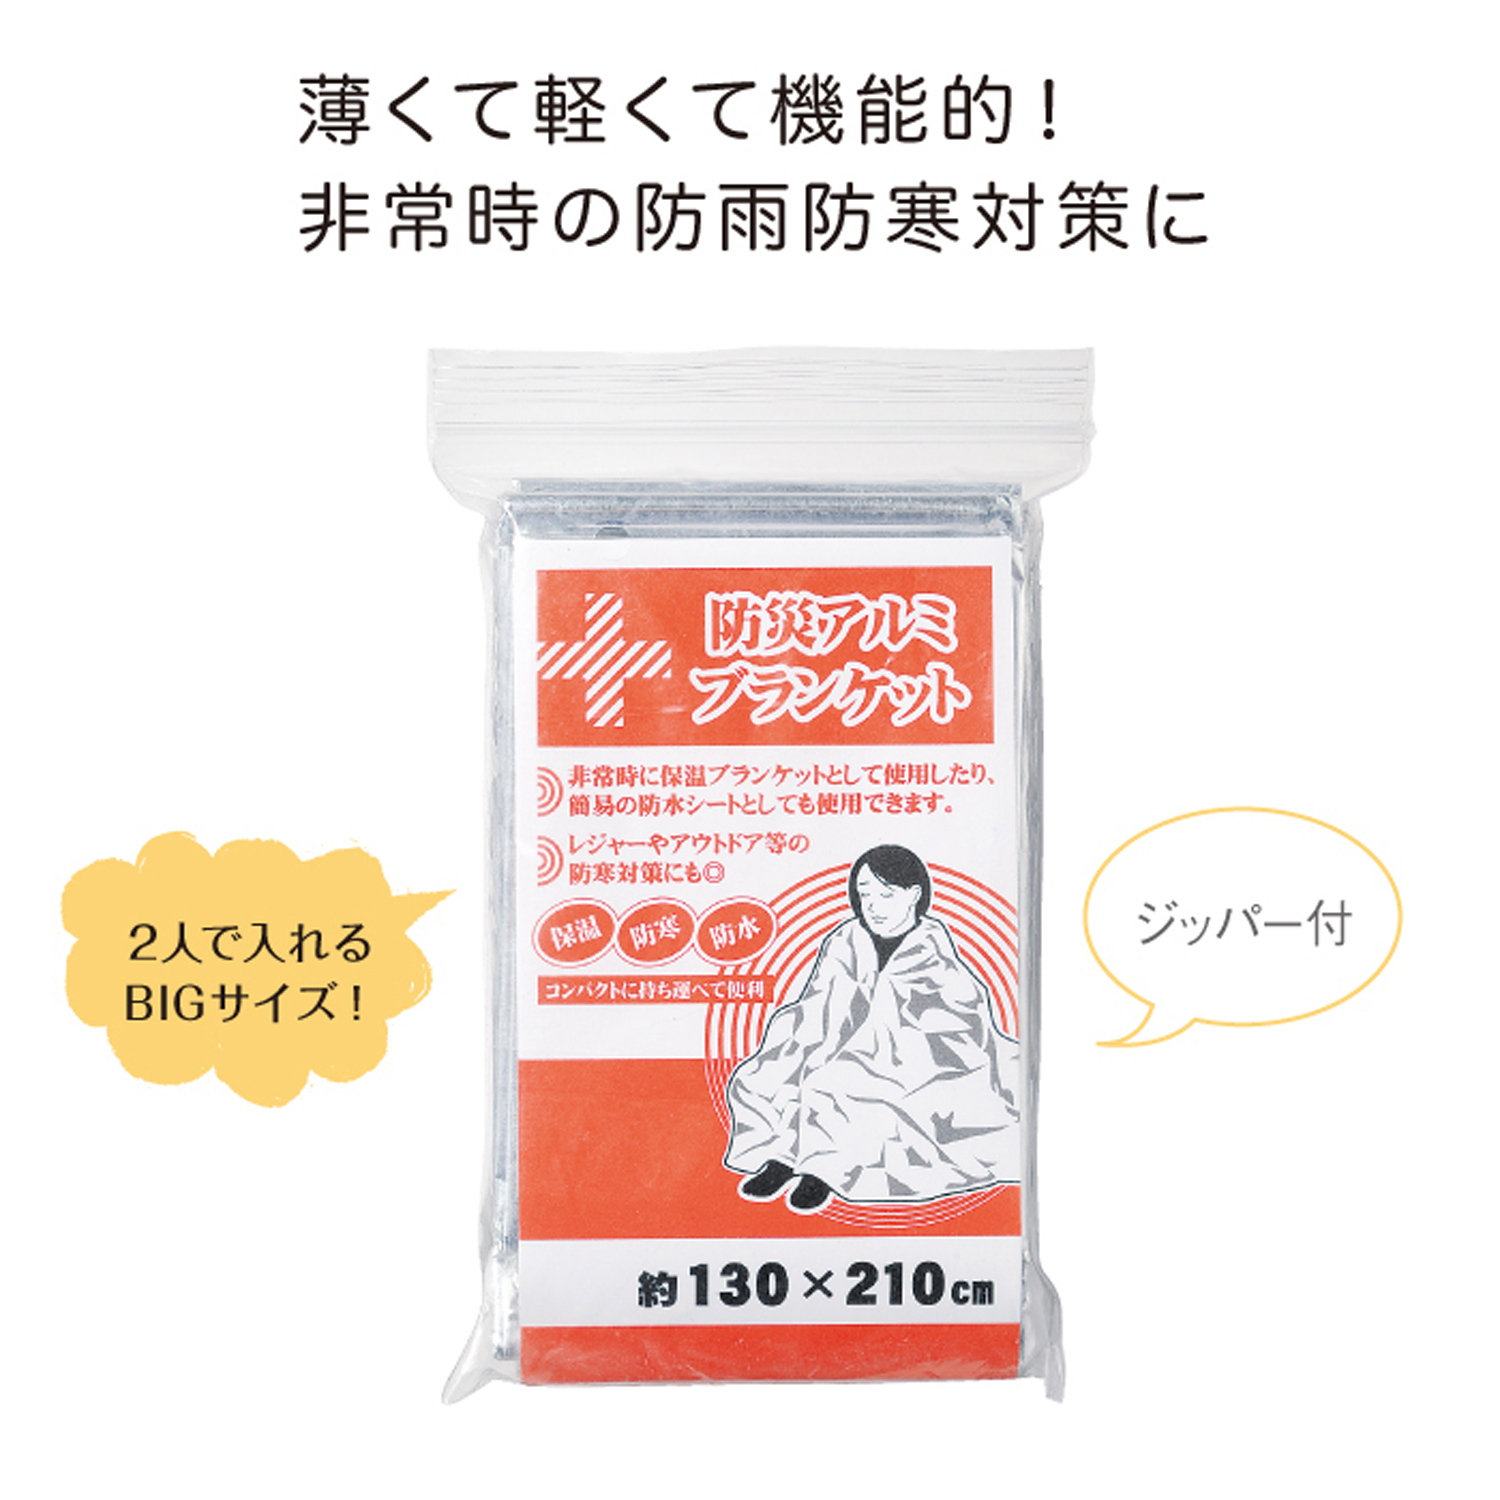 薄くて軽くて機能的！
非常時の防雨防寒対策に
防災アルミ
ブランケット
非常時に保温ブランケットとして使用したり、
簡易の防水シートとしても使用できます。
レジャーやアウトドア等の
防寒対策にも◎
保温 防寒 防水
コンパクトに持ち運べて便利
2人で入れる
BIGサイズ！
ジッパー付
約130×210cm